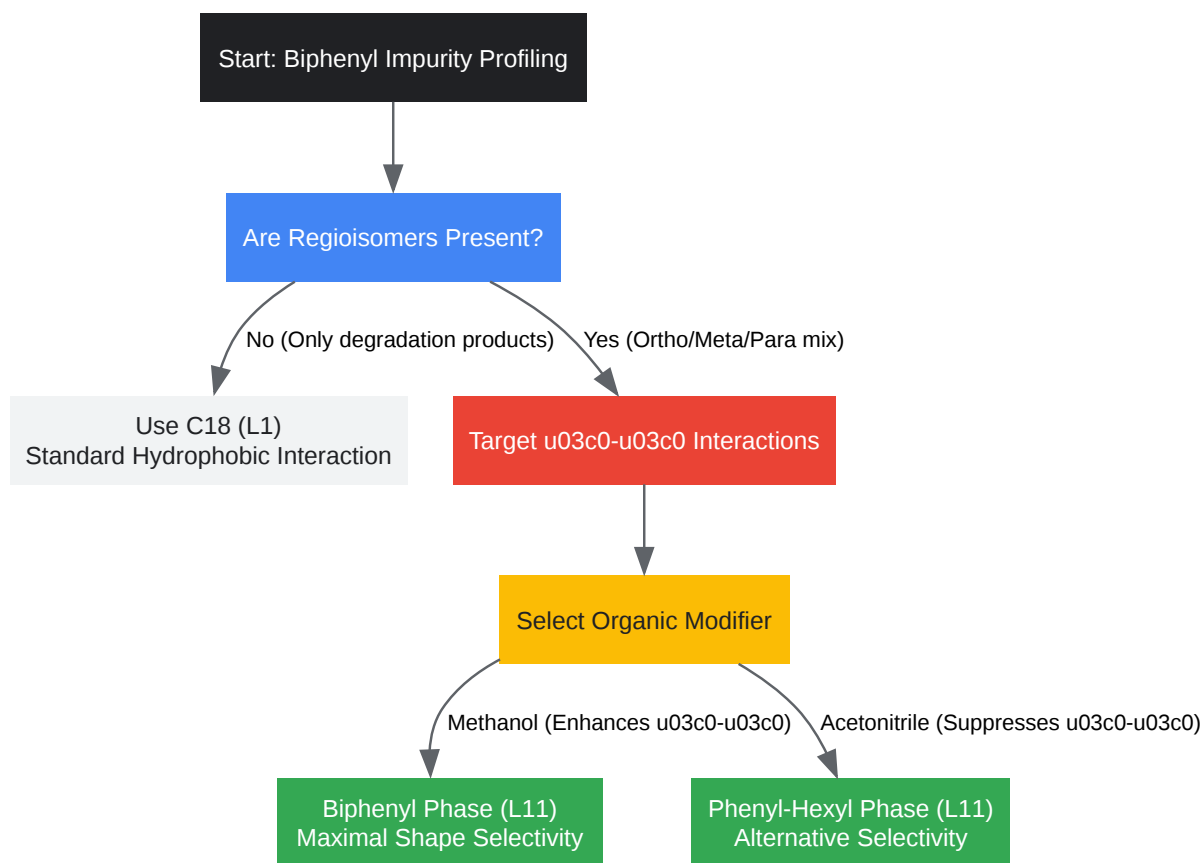 Start: Biphenyl Impurity Profiling
Are Regioisomers Present?
No (Only degradation products)
Yes (Ortho/Meta/Para mix)
Use C18 (L1)
Standard Hydrophobic Interaction
Target u03c0-u03c0 Interactions
Select Organic Modifier
Methanol (Enhances u03c0-u03c0)
Acetonitrile (Suppresses u03c0-u03c0)
Biphenyl Phase (L11)
Maximal Shape Selectivity
Phenyl-Hexyl Phase (L11)
Alternative Selectivity